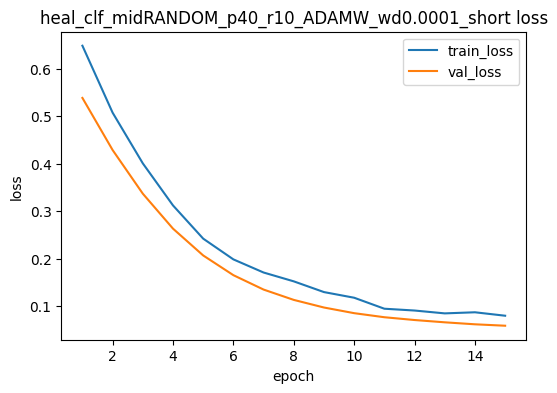 heal_clf_midRANDOM_p40_r10_ADAMW_wd0.0001_short loss
train_loss
val_loss
0.6
0.5
0.4
0.3
0.2
0.1
loss
2 4 6 8 10 12 14
epoch